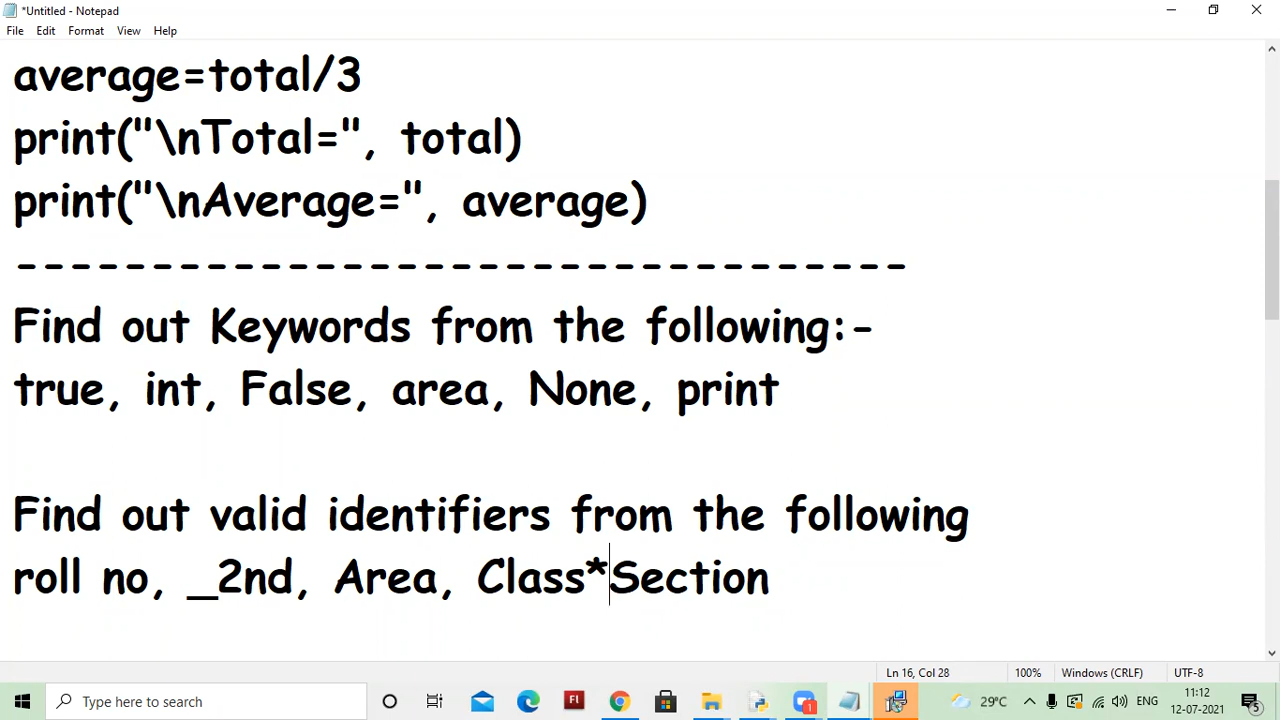 *Untitled - Notepad
File Edit Format View Help
average=total/3
print("\nTotal=", total)
print("\nAverage=", average)
---------------------------------
Find out Keywords from the following:-
true, int, False, area, None, print
Find out valid identifiers from the following
roll no, _2nd, Area, Class*Section
Ln 16, Col 28 100% Windows (CRLF) UTF-8
Type here to search
Fl
1
29°C
ENG
11:12
12-07-2021
5